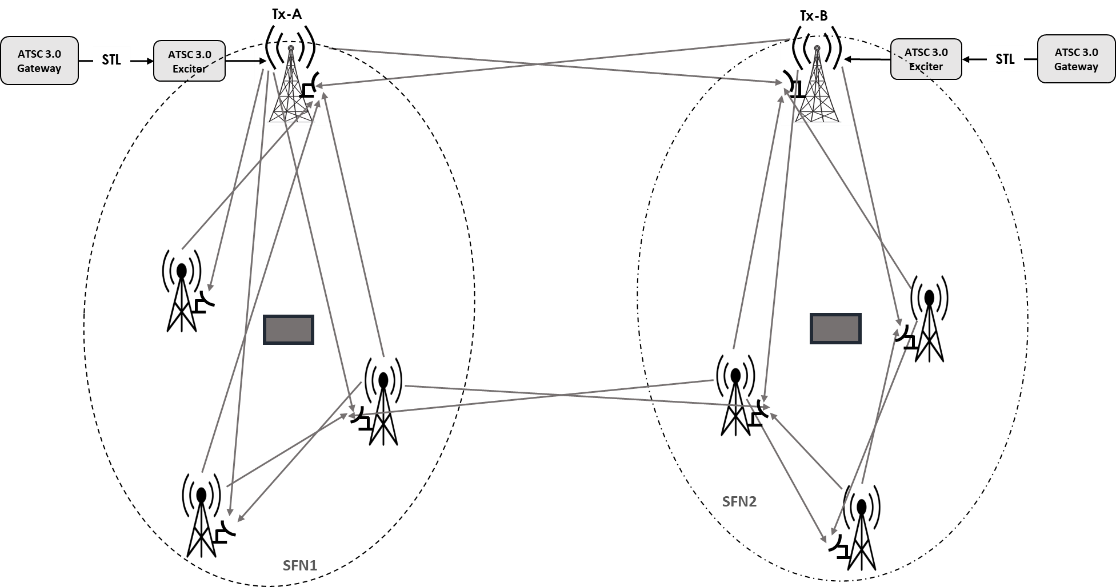 Tx-A
Tx-B
ATSC 3.0
Gateway
STL
ATSC 3.0
Exciter
ATSC 3.0
Exciter
STL
ATSC 3.0
Gateway
SFN2
SFN1